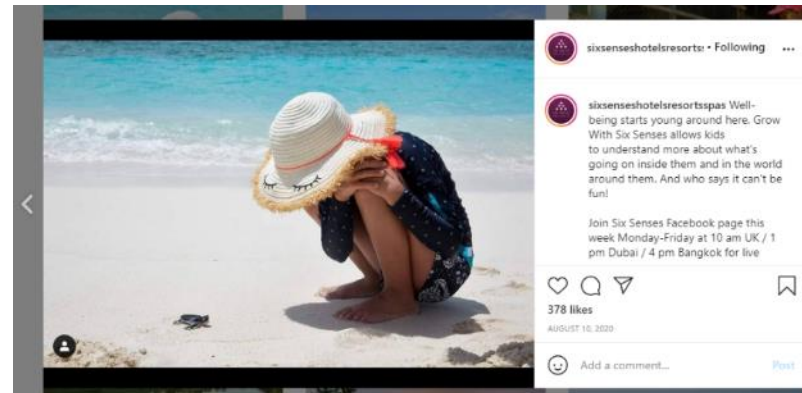 sixsenseshotelsresorts: • Following
sixsenseshotelsresortsspas Well-
being starts young around here. Grow
With Six Senses allows kids
to understand more about what's
going on inside them and in the world
around them. And who says it can't be
fun!
Join Six Senses Facebook page this
week Monday-Friday at 10 am UK / 1
pm Dubai / 4 pm Bangkok for live
378 likes
AUGUST 10, 2020
Add a comment...
Post